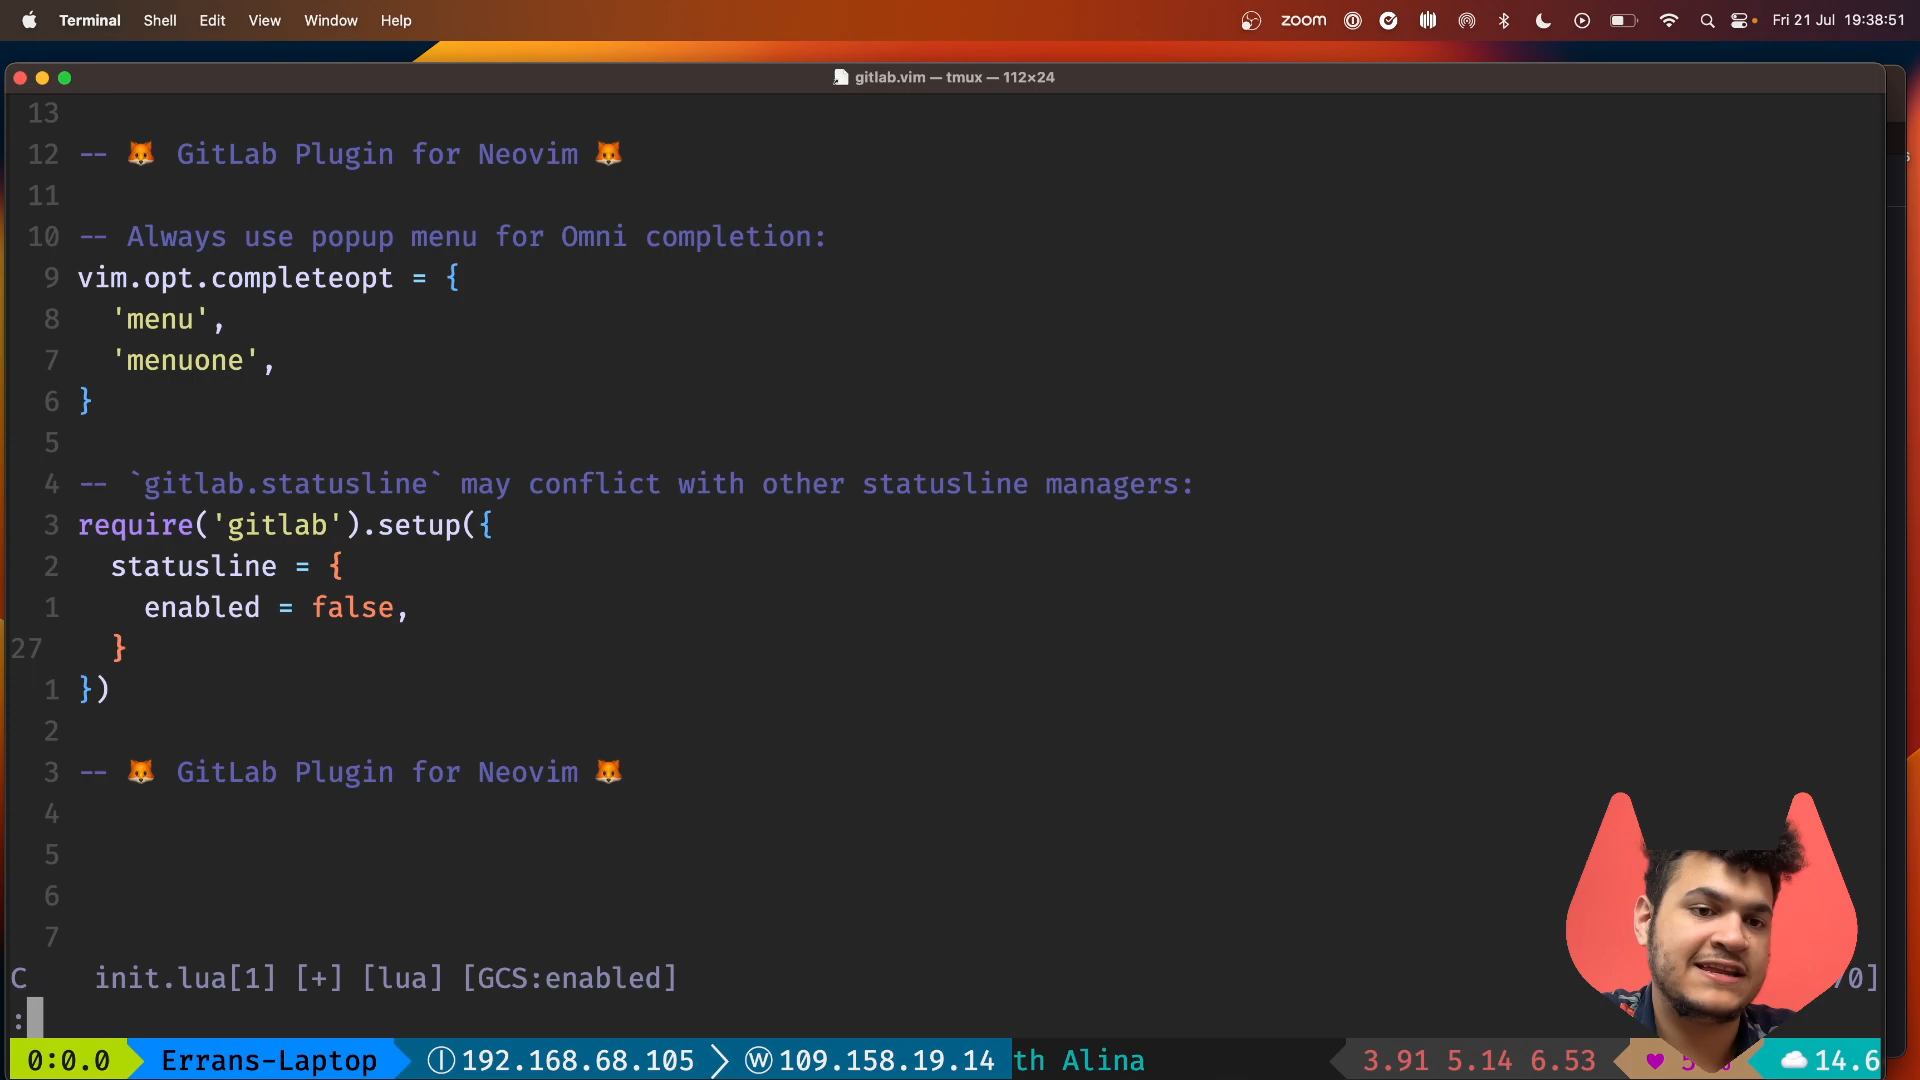 Terminal Shell Edit View Window Help zoom Fri 21 Jul 19:38:51
gitlab.vim — tmux — 112×24
13
12 -- 🦊 GitLab Plugin for Neovim 🦊
11
10 -- Always use popup menu for Omni completion:
9 vim.opt.completeopt = {
8 'menu',
7 'menuone',
6 }
5
4 -- `gitlab.statusline` may conflict with other statusline managers:
3 require('gitlab').setup({
2 statusline = {
1 enabled = false,
27 }
1 })
2
3 -- 🦊 GitLab Plugin for Neovim 🦊
4
5
6
7
C init.lua[1] [+] [lua] [GCS:enabled] 0]
:
0:0.0 Errans-Laptop Ⓘ192.168.68.105 Ⓦ109.158.19.14 th Alina 3.91 5.14 6.53 ♥ 14.6